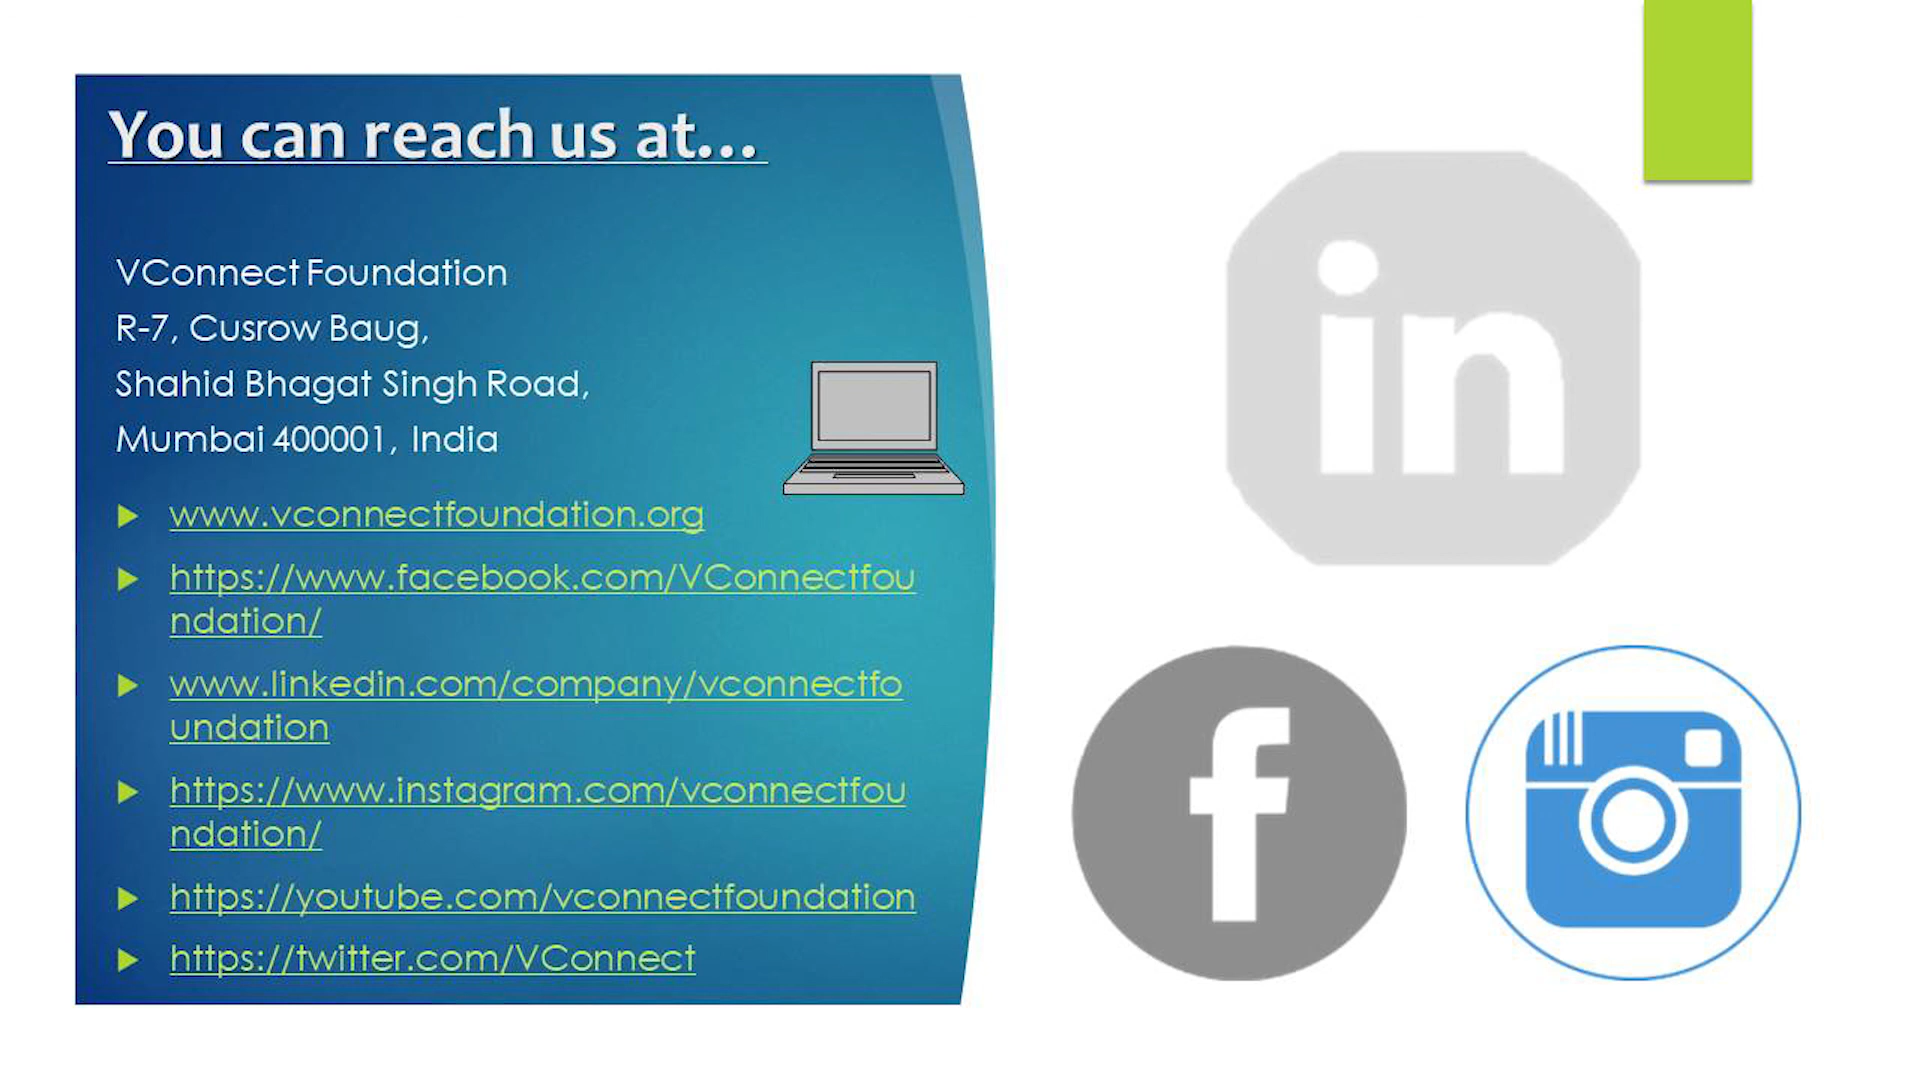 You can reach us at...
VConnect Foundation
R-7, Cusrow Baug,
Shahid Bhagat Singh Road,
Mumbai 400001, India
www.vconnectfoundation.org
https://www.facebook.com/VConnectfou
ndation/
www.linkedin.com/company/vconnectfo
undation
https://www.instagram.com/vconnectfou
ndation/
https://youtube.com/vconnectfoundation
https://twitter.com/VConnect
in
f